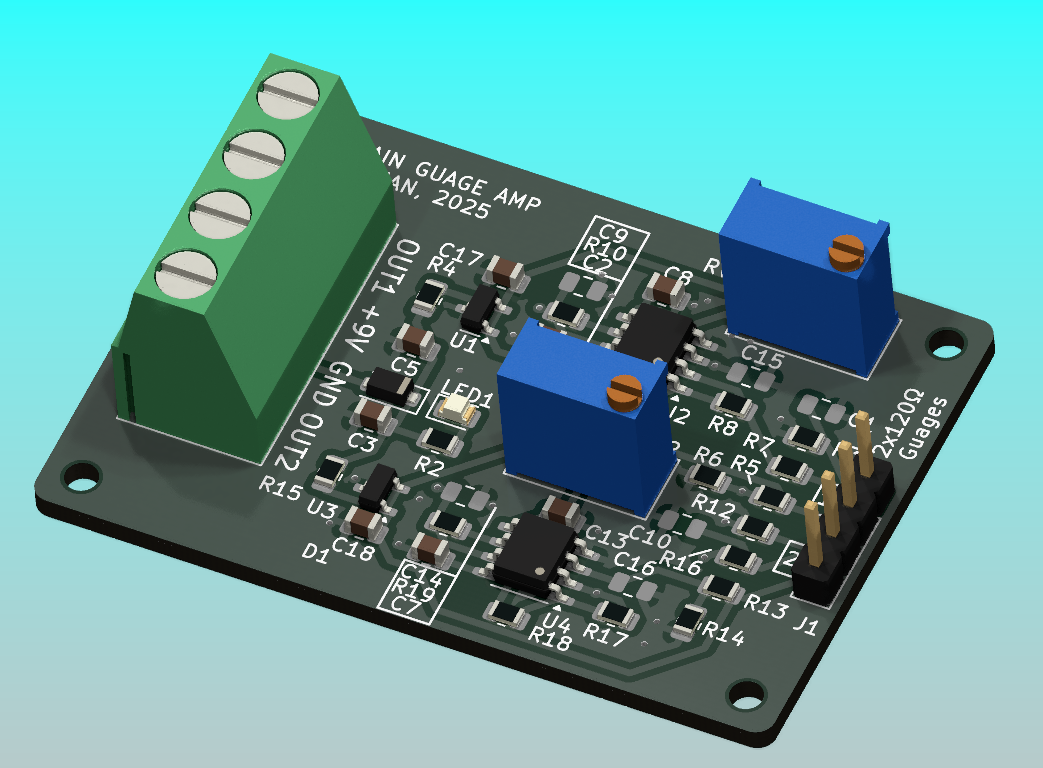 GUAGE AMP
2025
OUT1 +9V GND OUT2
C17
R4
U1
C5
LED1
C3
R2
R15
U3
C18
D1
C9
R10
C2
C8
C15
R8
R7
R6
R5
R12
2x120Ω
Guages
C13
C10
R16
C16
C14
R19
C7
U4
R18
R17
R14
R13
J1